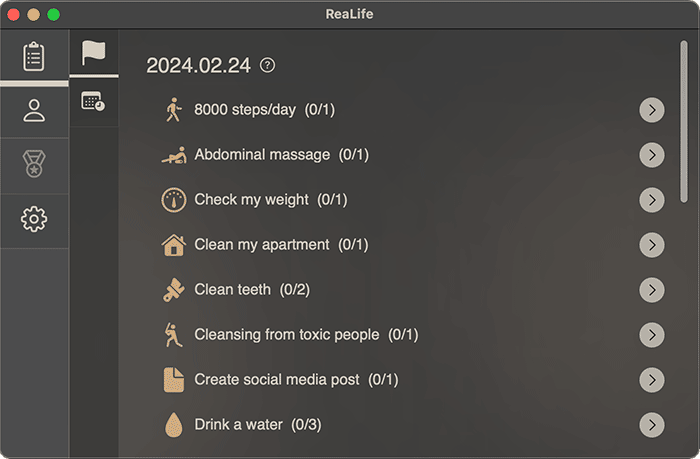 ReaLife
2024.02.24 ?
8000 steps/day (0/1)
Abdominal massage (0/1)
Check my weight (0/1)
Clean my apartment (0/1)
Clean teeth (0/2)
Cleansing from toxic people (0/1)
Create social media post (0/1)
Drink a water (0/3)